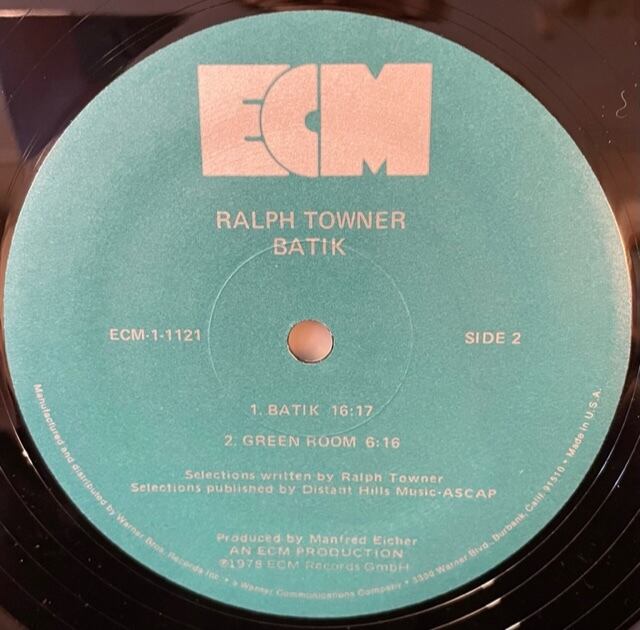 ECM
RALPH TOWNER
BATIK
ECM-1-1121
SIDE 2
1. BATIK 16:17
2. GREEN ROOM 6:16
Selections written by Ralph Towner
Selections published by Distant Hills Music-ASCAP
Produced by Manfred Eicher
AN ECM PRODUCTION
℗1978 ECM Records GmbH
Manufactured and distributed by Warner Bros. Records Inc. • a Warner Communications Company • 3300 Warner Blvd., Burbank, Calif. 91510 • Made in U.S.A.